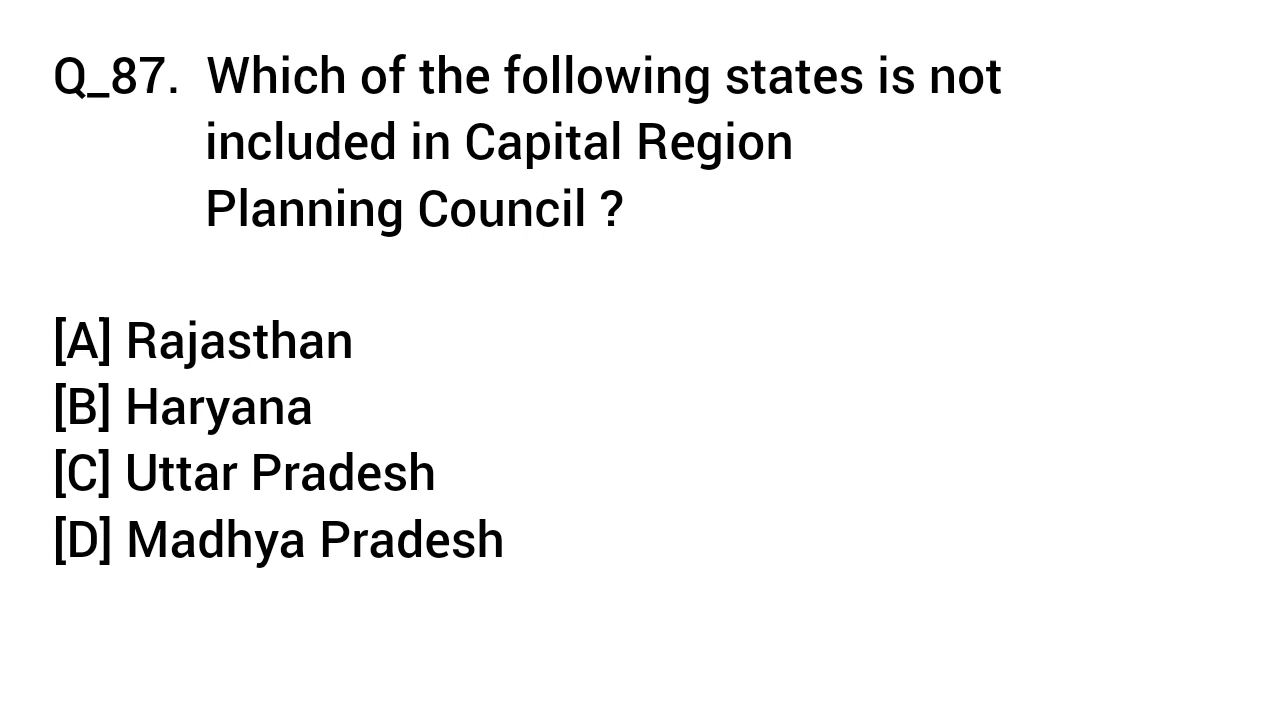 Q_87. Which of the following states is not
included in Capital Region
Planning Council ?
[A] Rajasthan
[B] Haryana
[C] Uttar Pradesh
[D] Madhya Pradesh